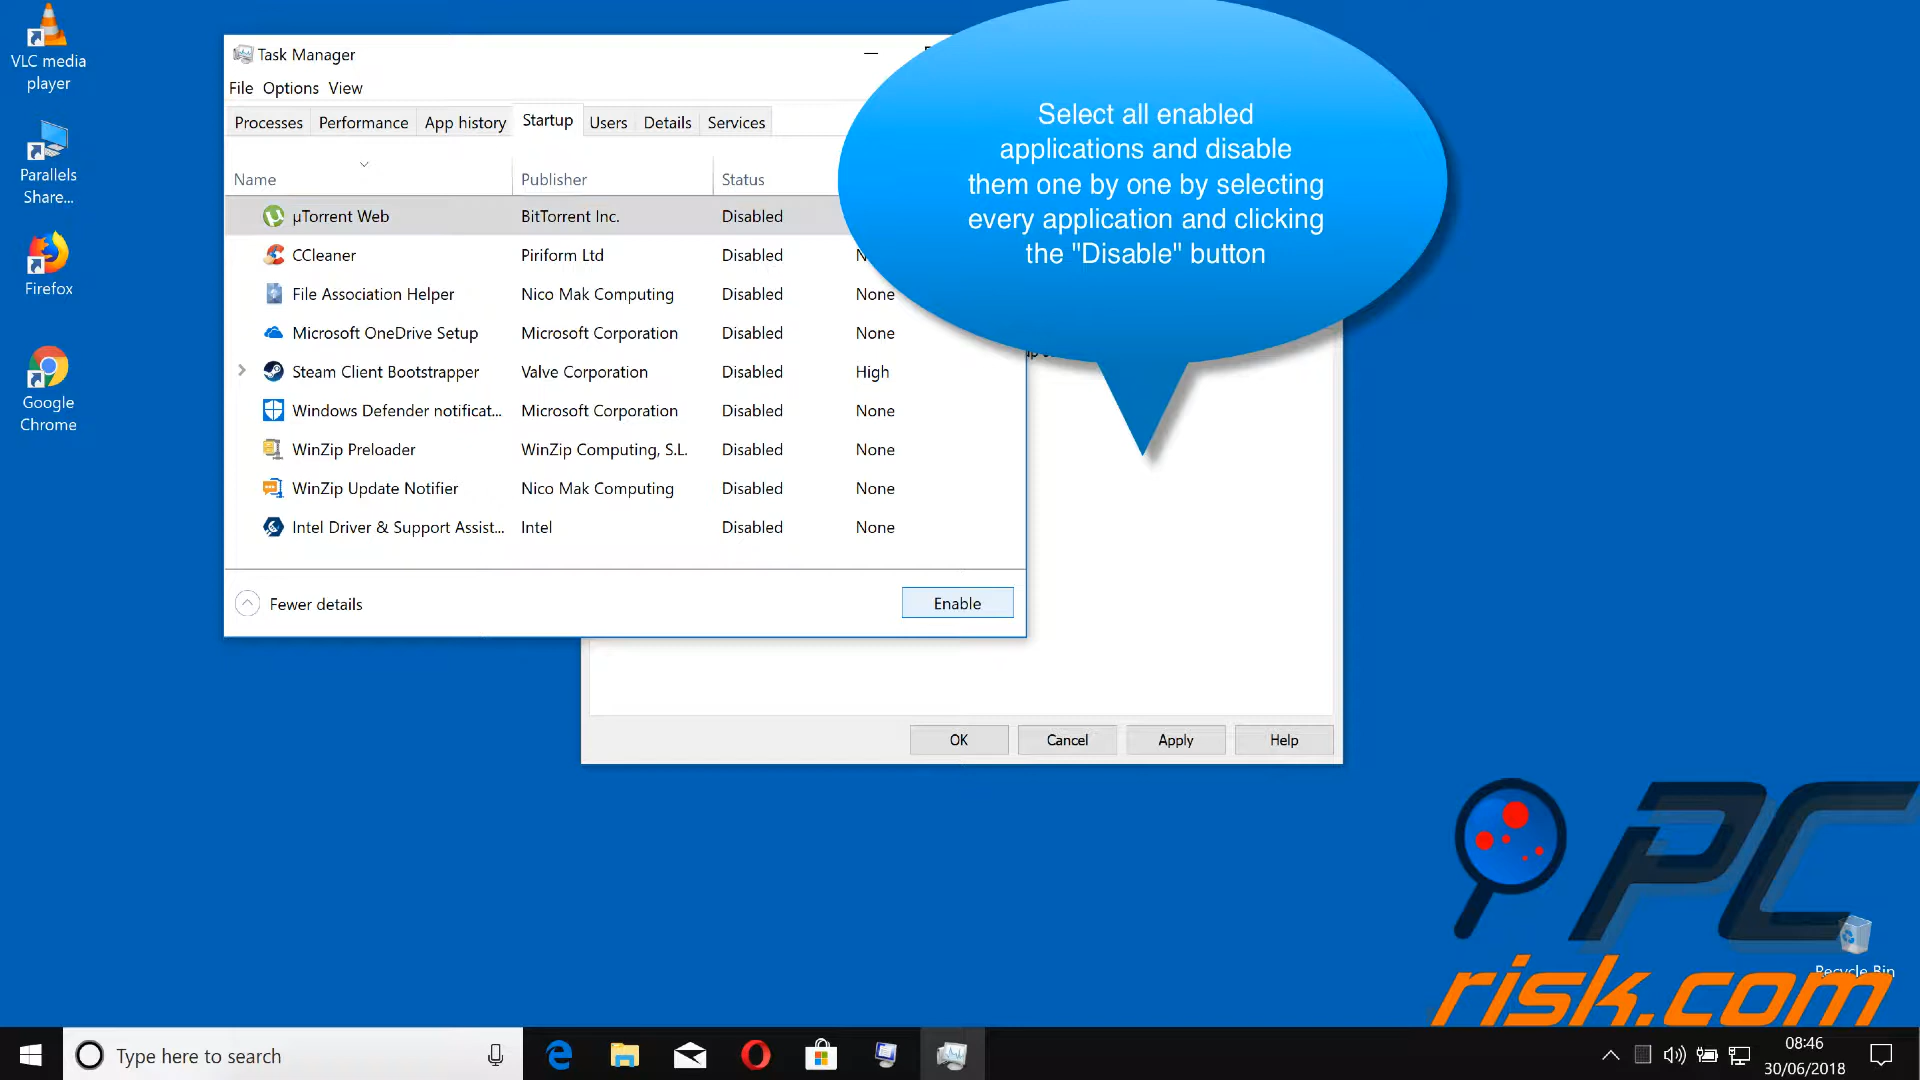 VLC media
player
Parallels
Share...
Firefox
Google
Chrome
Task Manager
File Options View
Processes Performance App history Startup Users Details Services
Name Publisher Status
µTorrent Web BitTorrent Inc. Disabled
CCleaner Piriform Ltd Disabled
File Association Helper Nico Mak Computing Disabled None
Microsoft OneDrive Setup Microsoft Corporation Disabled None
Steam Client Bootstrapper Valve Corporation Disabled High
Windows Defender notificat... Microsoft Corporation Disabled None
WinZip Preloader WinZip Computing, S.L. Disabled None
WinZip Update Notifier Nico Mak Computing Disabled None
Intel Driver & Support Assist... Intel Disabled None
Fewer details Enable
Select all enabled
applications and disable
them one by one by selecting
every application and clicking
the "Disable" button
OK Cancel Apply Help
PC
risk.com
Recycle Bin
Type here to search
08:46
30/06/2018